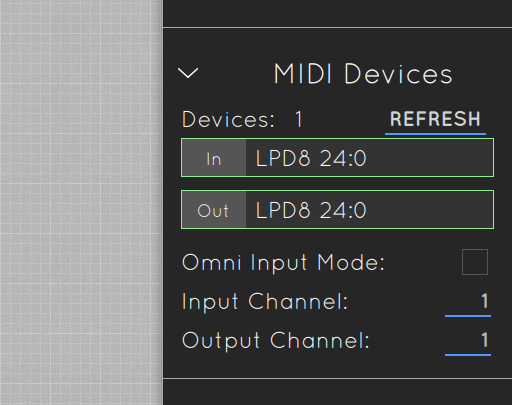 MIDI Devices
Devices: 1 REFRESH
In LPD8 24:0
Out LPD8 24:0
Omni Input Mode:
Input Channel: 1
Output Channel: 1